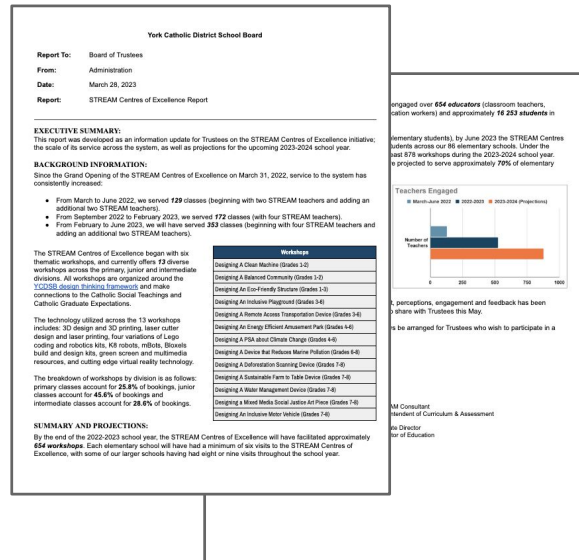 York Catholic District School Board
Report To: Board of Trustees
From: Administration
Date: March 28, 2023
Report: STREAM Centres of Excellence Report
EXECUTIVE SUMMARY:
This report was developed as an information update for Trustees on the STREAM Centres of Excellence initiative;
the scale of its service across the system, as well as projections for the upcoming 2023-2024 school year.
BACKGROUND INFORMATION:
Since the Grand Opening of the STREAM Centres of Excellence on March 31, 2022, service to the system has
consistently increased:
● From March to June 2022, we served 129 classes (beginning with two STREAM teachers and adding an
additional two STREAM teachers).
● From September 2022 to February 2023, we served 172 classes (with four STREAM teachers).
● From February to June 2023, we will have served 353 classes (beginning with four STREAM teachers and
adding an additional two STREAM teachers).
The STREAM Centres of Excellence began with six
thematic workshops, and currently offers 13 diverse
workshops across the primary, junior and intermediate
divisions. All workshops are organized around the
YCDSB design thinking framework and make
connections to the Catholic Social Teachings and
Catholic Graduate Expectations.
The technology utilized across the 13 workshops
includes: 3D design and 3D printing, laser cutter
design and laser printing, four variations of Lego
coding and robotics kits, K8 robots, mBots, Bloxels
build and design kits, green screen and multimedia
resources, and cutting edge virtual reality technology.
The breakdown of workshops by division is as follows:
primary classes account for 25.8% of bookings, junior
classes account for 45.6% of bookings and
intermediate classes account for 28.6% of bookings.
Workshops
Designing A Clean Machine (Grades 1-2)
Designing A Balanced Community (Grades 1-2)
Designing An Eco-Friendly Structure (Grades 1-3)
Designing An Inclusive Playground (Grades 3-6)
Designing A Remote Access Transportation Device (Grades 3-6)
Designing An Energy Efficient Amusement Park (Grades 4-6)
Designing A PSA about Climate Change (Grades 4-8)
Designing A Device that Reduces Marine Pollution (Grades 6-8)
Designing A Deforestation Scanning Device (Grades 7-8)
Designing A Sustainable Farm to Table Device (Grades 7-8)
Designing A Water Management Device (Grades 7-8)
Designing a Mixed Media Social Justice Art Piece (Grades 7-8)
Designing An Inclusive Motor Vehicle (Grades 7-8)
SUMMARY AND PROJECTIONS:
By the end of the 2022-2023 school year, the STREAM Centres of Excellence will have facilitated approximately
654 workshops. Each elementary school will have had a minimum of six visits to the STREAM Centres of
Excellence, with some of our larger schools having had eight or nine visits throughout the school year.
engaged over 654 educators (classroom teachers,
cation workers) and approximately 16 253 students in
lementary students), by June 2023 the STREAM Centres
tudents across our 86 elementary schools. Under the
east 878 workshops during the 2023-2024 school year.
e projected to serve approximately 70% of elementary
Teachers Engaged
March-June 2022 2022-2023 2023-2024 (Projections)
Number of
Teachers
0 250 500 750 1000
t, perceptions, engagement and feedback has been
o share with Trustees this May.
rs be arranged for Trustees who wish to participate in a
AM Consultant
ntendent of Curriculum & Assessment
te Director
tor of Education